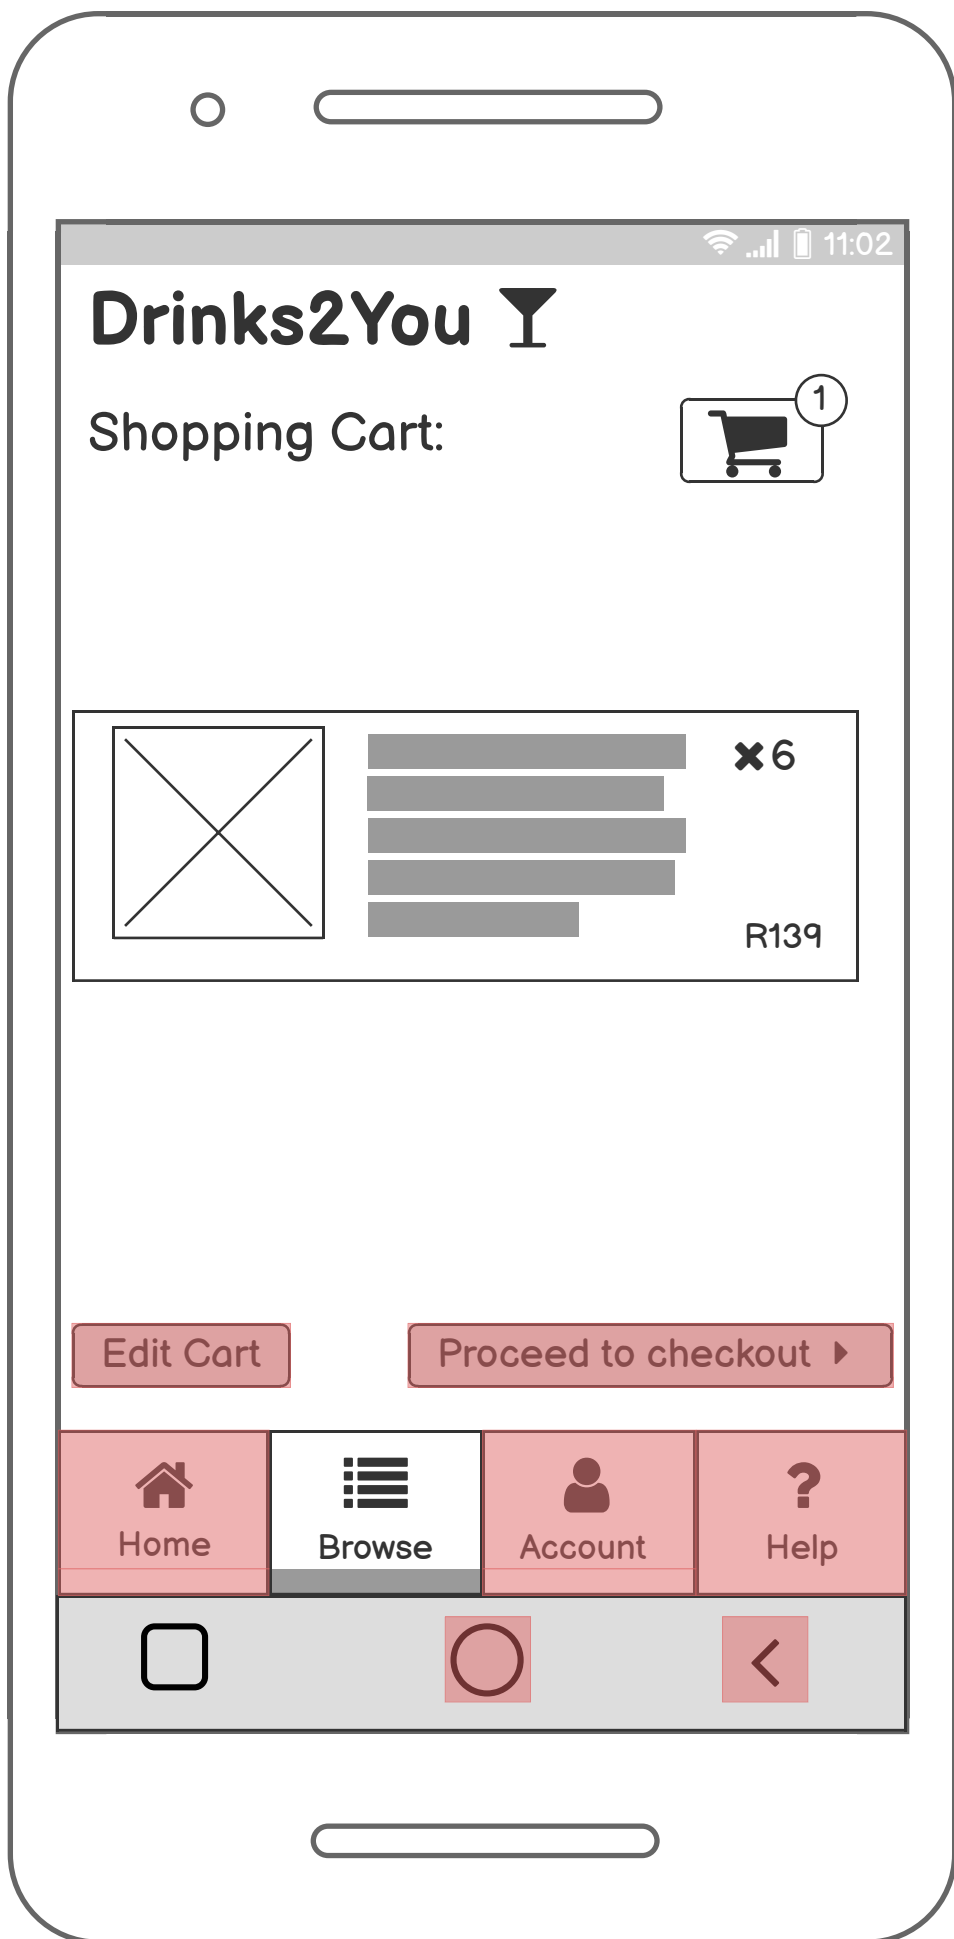 11:02
Drinks2You
1
Shopping Cart:
✖6
R139
Edit Cart
Proceed to checkout
Home
Browse
Account
Help